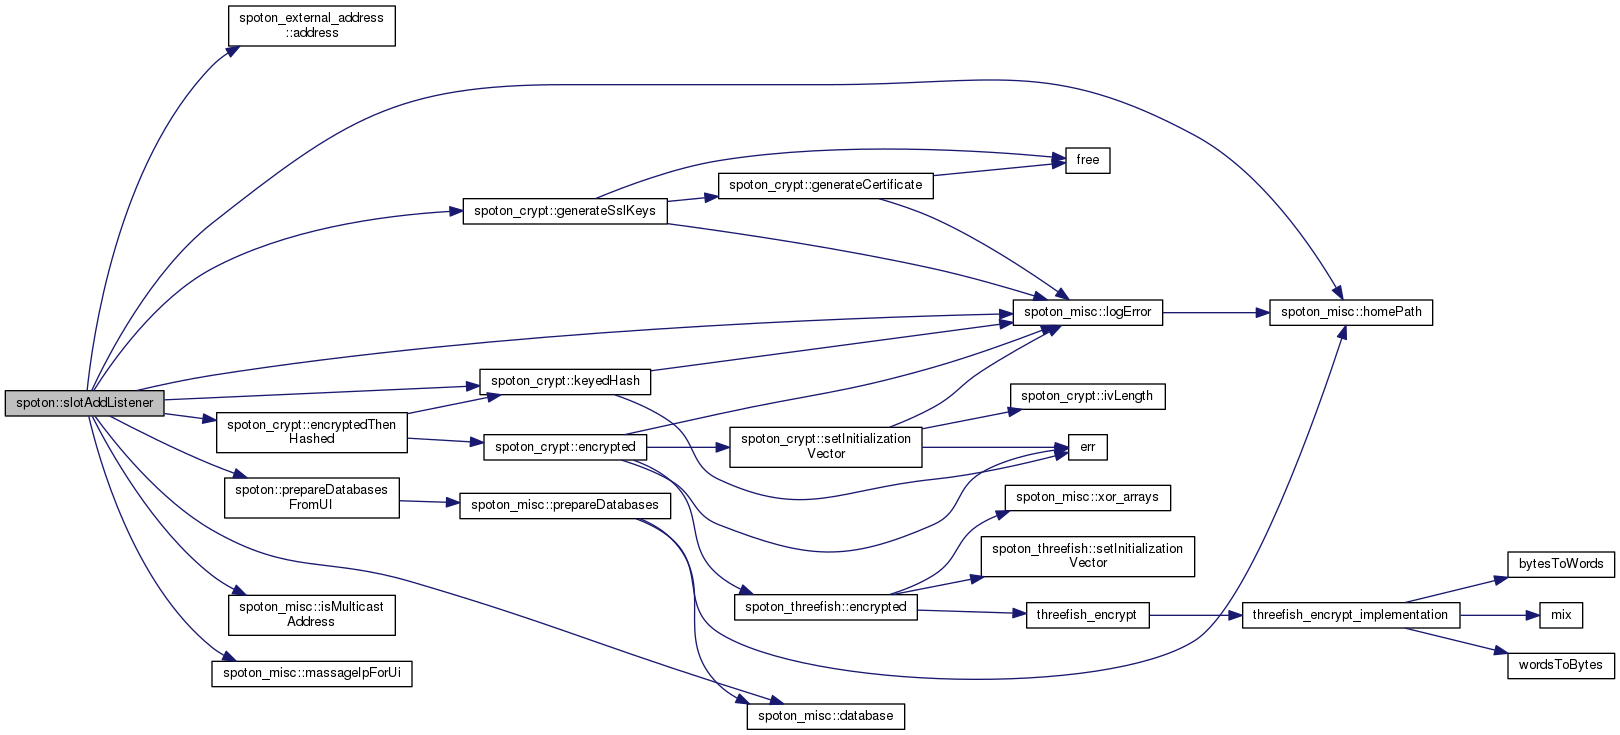 spoton_external_address
::address
free
spoton_crypt::generateCertificate
spoton_crypt::generateSslKeys
spoton_misc::logError
spoton_misc::homePath
spoton_crypt::keyedHash
spoton_crypt::ivLength
spoton::slotAddListener
spoton_crypt::encryptedThen
Hashed
spoton_crypt::encrypted
spoton_crypt::setInitialization
Vector
err
spoton::prepareDatabases
FromUI
spoton_misc::prepareDatabases
spoton_misc::xor_arrays
spoton_threefish::setInitialization
Vector
bytesToWords
spoton_misc::isMulticast
Address
spoton_threefish::encrypted
threefish_encrypt
threefish_encrypt_implementation
mix
spoton_misc::massageIpForUi
wordsToBytes
spoton_misc::database